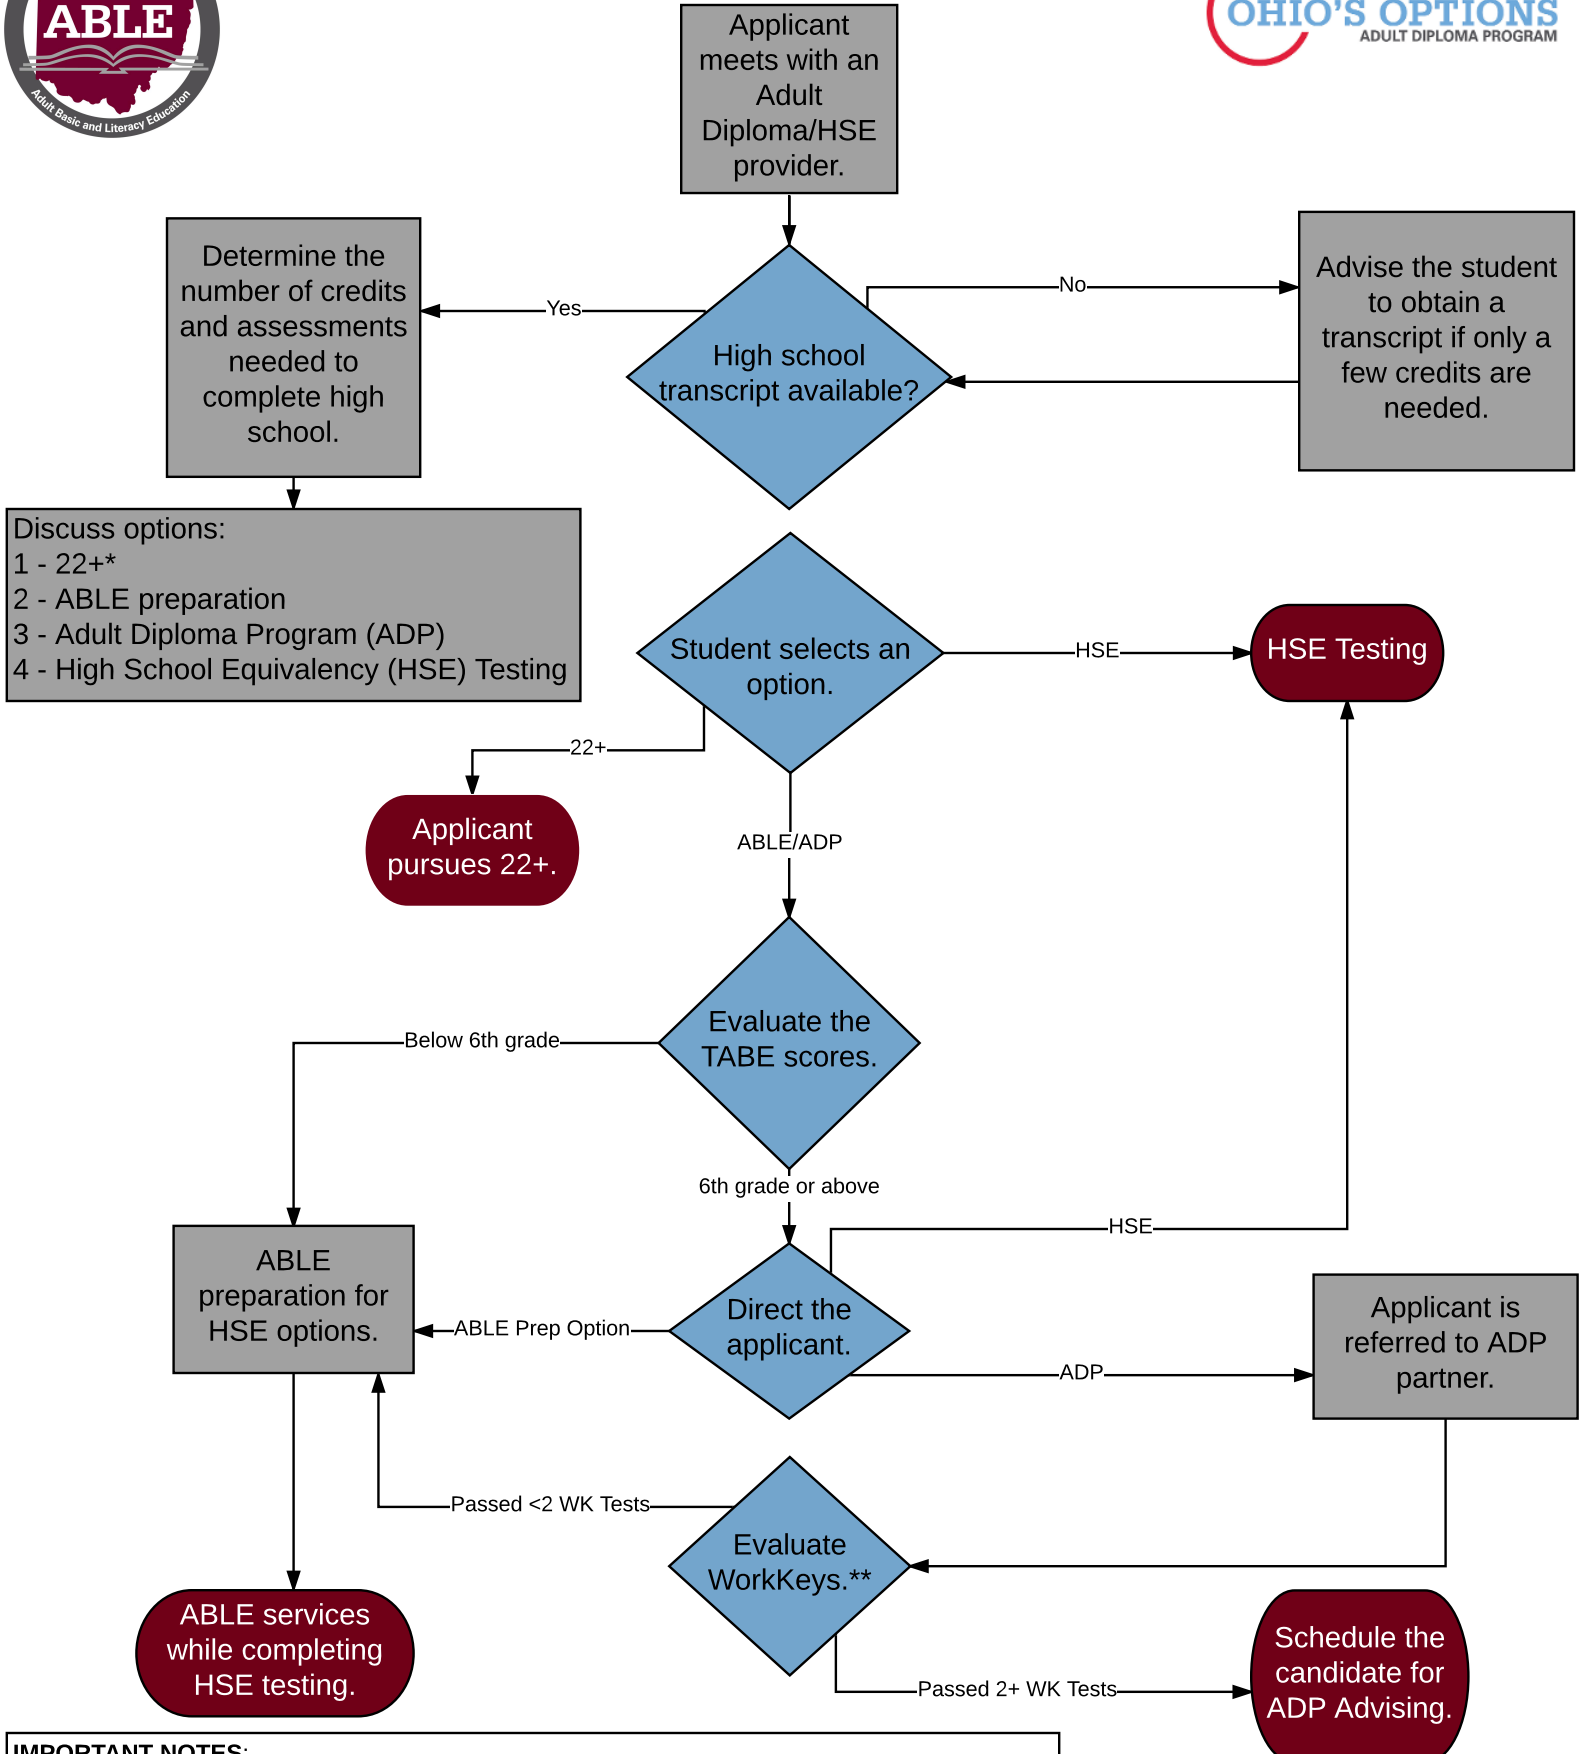 ABLE
Adult Basic and Literacy Education
OHIO'S OPTIONS
ADULT DIPLOMA PROGRAM
Applicant
meets with an
Adult
Diploma/HSE
provider.
Determine the
number of credits
and assessments
needed to
complete high
school.
Yes
High school
transcript available?
No
Advise the student
to obtain a
transcript if only a
few credits are
needed.
Discuss options:
1 - 22+*
2 - ABLE preparation
3 - Adult Diploma Program (ADP)
4 - High School Equivalency (HSE) Testing
Student selects an
option.
HSE
HSE Testing
22+
Applicant
pursues 22+.
ABLE/ADP
Evaluate the
TABE scores.
Below 6th grade
6th grade or above
HSE
ABLE
preparation for
HSE options.
ABLE Prep Option
Direct the
applicant.
ADP
Applicant is
referred to ADP
partner.
Passed <2 WK Tests
Evaluate
WorkKeys.**
ABLE services
while completing
HSE testing.
Passed 2+ WK Tests
Schedule the
candidate for
ADP Advising.
IMPORTANT NOTES: